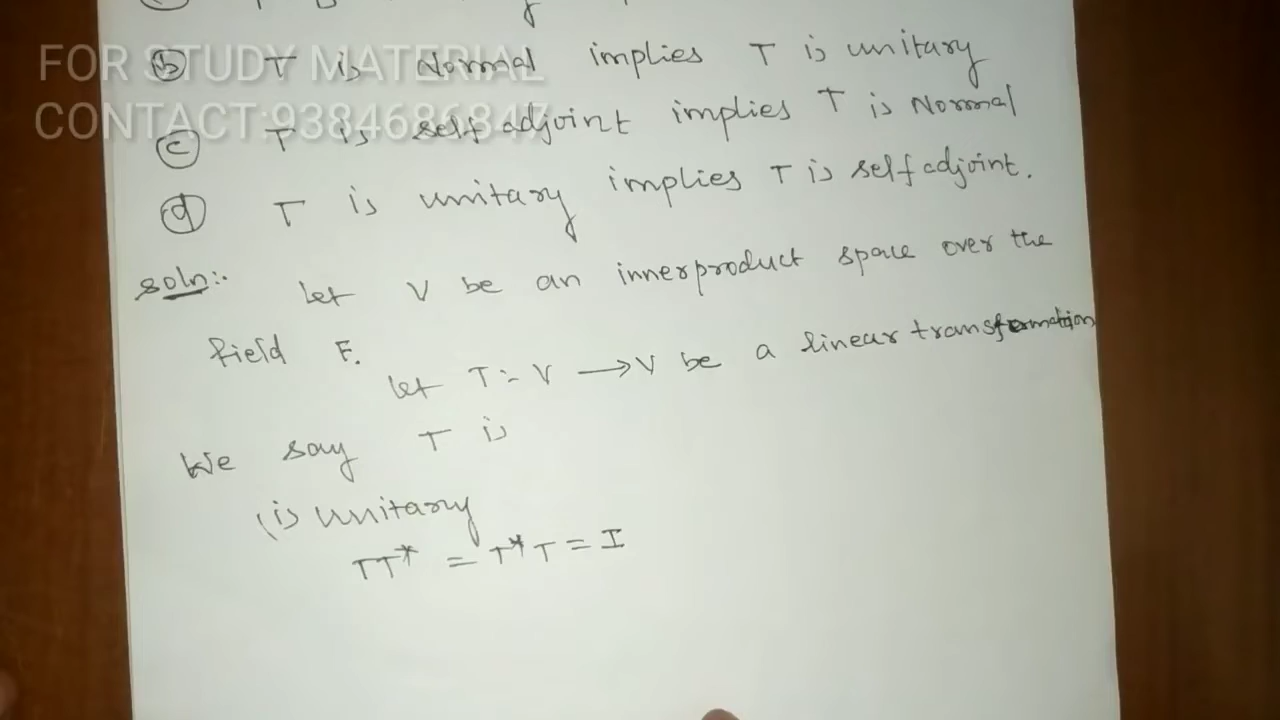 (b) T is Normal implies T is unitary
FOR STUDY MATERIAL
CONTACT:9384686847
(c) T is self adjoint implies T is Normal
(d) T is unitary implies T is self adjoint.
Soln:- Let V be an innerproduct space over the
field F.
Let T:- V → V be a linear transformation
We say T is
(is unitary
TT* = T*T = I